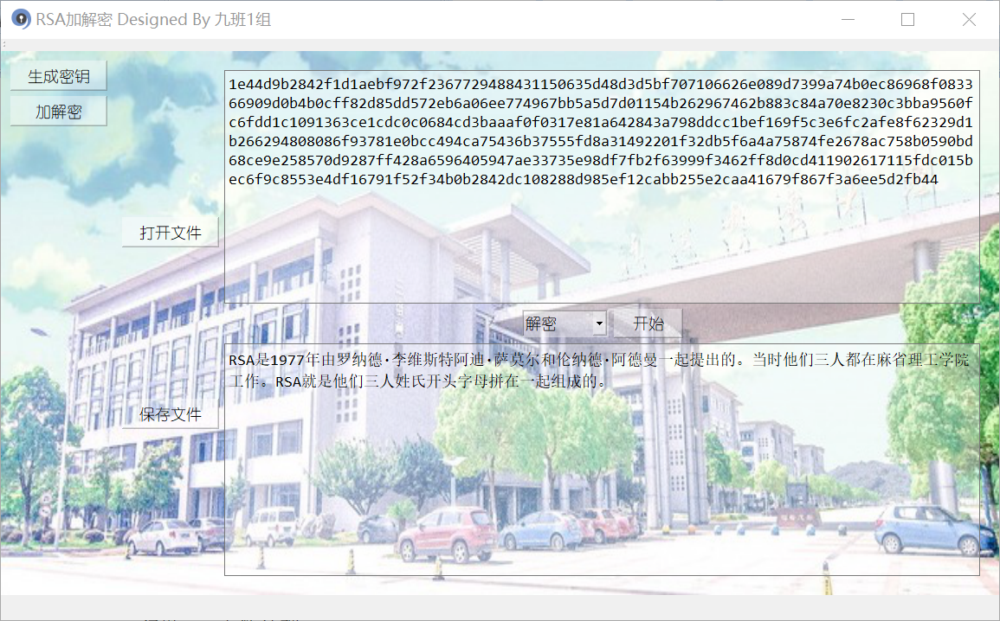 RSA加解密 Designed By 九班1组
生成密钥
加解密
1e44d9b2842f1d1aebf972f2367729488431150635d48d3d5bf707106626e089d7399a74b0ec86968f0833
66909d0b4b0cff82d85dd572eb6a06ee774967bb5a5d7d01154b262967462b883c84a70e8230c3bba9560f
c6fdd1c1091363ce1cdc0c0684cd3baaaf0f0317e81a642843a798ddcc1bef169f5c3e6fc2afe8f62329d1
b266294808086f93781e0bcc494ca75436b37555fd8a31492201f32db5f6a4a75874fe2678ac758b0590bd
68ce9e258570d9287ff428a6596405947ae33735e98df7fb2f63999f3462ff8d0cd411902617115fdc015b
ec6f9c8553e4df16791f52f34b0b2842dc108288d985ef12cabb255e2caa41679f867f3a6ee5d2fb44
打开文件
解密
开始
RSA是1977年由罗纳德·李维斯特阿迪·萨莫尔和伦纳德·阿德曼一起提出的。当时他们三人都在麻省理工学院
工作。RSA就是他们三人姓氏开头字母拼在一起组成的。
保存文件